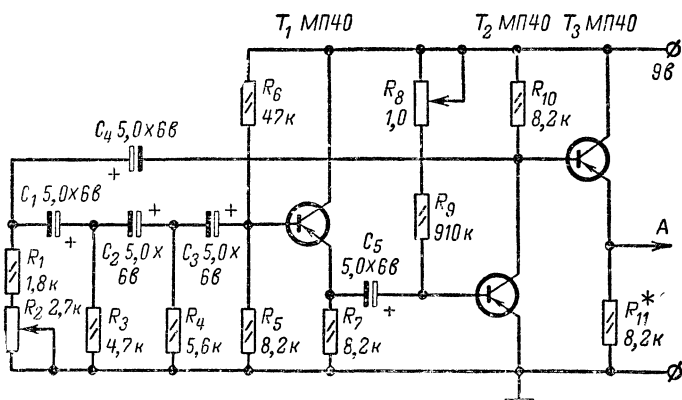 T₁ МП40
T₂ МП40 T₃ МП40
9в
R₆
47к
R₈
1,0
R₁₀
8,2к
C₄ 5,0×6в
+
C₁ 5,0×6в
+
+
+
C₂ 5,0×
6в
C₃ 5,0×
6в
C₅
5,0×6в
+
R₉
910к
A
R₁
1,8к
R₂ 2,7к
R₃
4,7к
R₄
5,6к
R₅
8,2к
R₇
8,2к
R₁₁*
8,2к